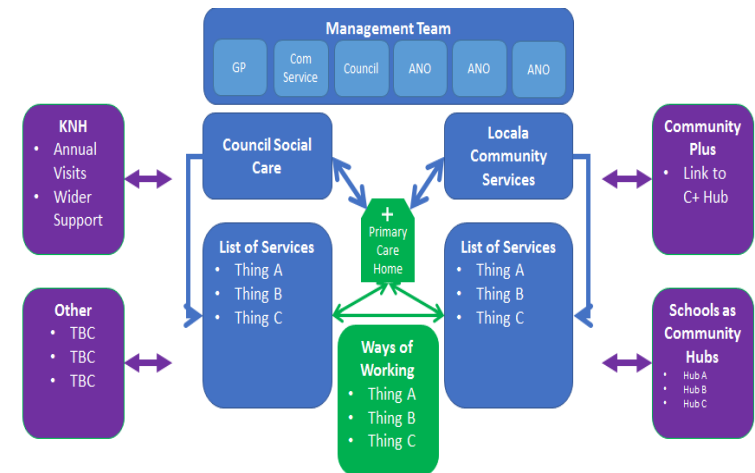 Management Team
GP
Com
Service
Council
ANO
ANO
ANO
KNH
• Annual
Visits
• Wider
Support
Council Social
Care
Locala
Community
Services
Community
Plus
• Link to
C+ Hub
+
Primary
Care
Home
List of Services
• Thing A
• Thing B
• Thing C
List of Services
• Thing A
• Thing B
• Thing C
Other
• TBC
• TBC
• TBC
Ways of
Working
• Thing A
• Thing B
• Thing C
Schools as
Community
Hubs
• Hub A
• Hub B
• Hub C